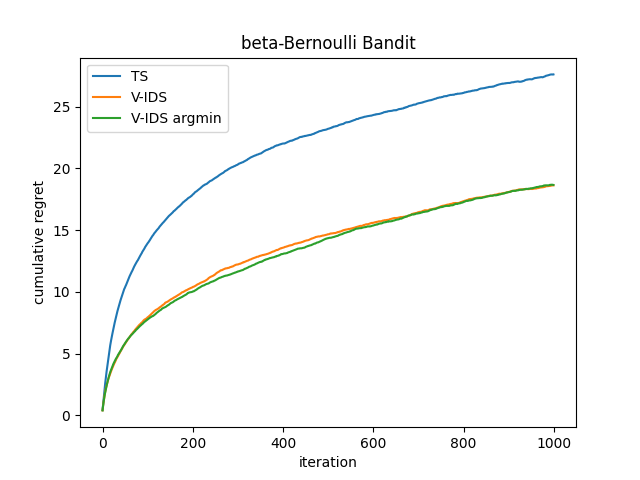 beta-Bernoulli Bandit
TS
V-IDS
V-IDS argmin
cumulative regret
25
20
15
10
5
0
0 200 400 600 800 1000
iteration